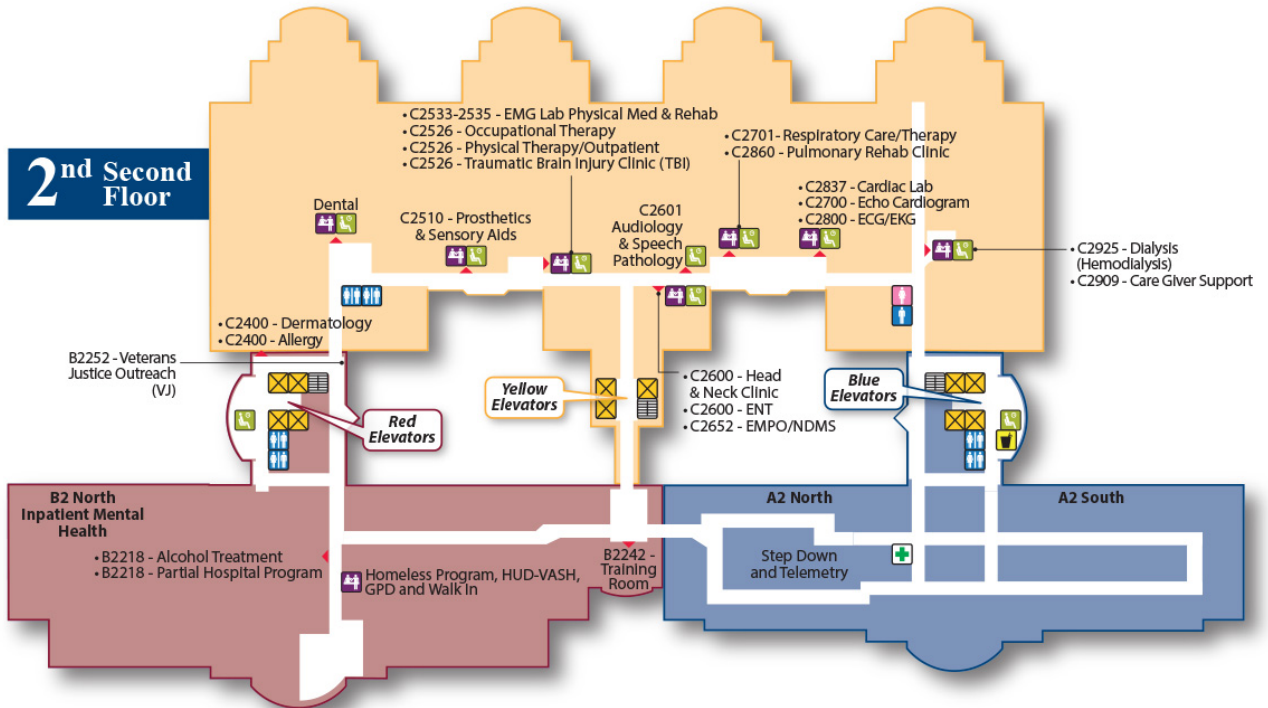 2nd Second
Floor
• C2533-2535 - EMG Lab Physical Med & Rehab
• C2526 - Occupational Therapy
• C2526 - Physical Therapy/Outpatient
• C2526 - Traumatic Brain Injury Clinic (TBI)
• C2701- Respiratory Care/Therapy
• C2860 - Pulmonary Rehab Clinic
• C2837 - Cardiac Lab
• C2700 - Echo Cardiogram
• C2800 - ECG/EKG
Dental
C2510 - Prosthetics
& Sensory Aids
C2601
Audiology
& Speech
Pathology
• C2925 - Dialysis
(Hemodialysis)
• C2909 - Care Giver Support
• C2400 - Dermatology
• C2400 - Allergy
B2252 - Veterans
Justice Outreach
(VJ)
Red
Elevators
Yellow
Elevators
• C2600 - Head
& Neck Clinic
• C2600 - ENT
• C2652 - EMPO/NDMS
Blue
Elevators
B2 North
Inpatient Mental
Health
• B2218 - Alcohol Treatment
• B2218 - Partial Hospital Program
Homeless Program, HUD-VASH,
GPD and Walk In
B2242 -
Training
Room
A2 North
A2 South
Step Down
and Telemetry